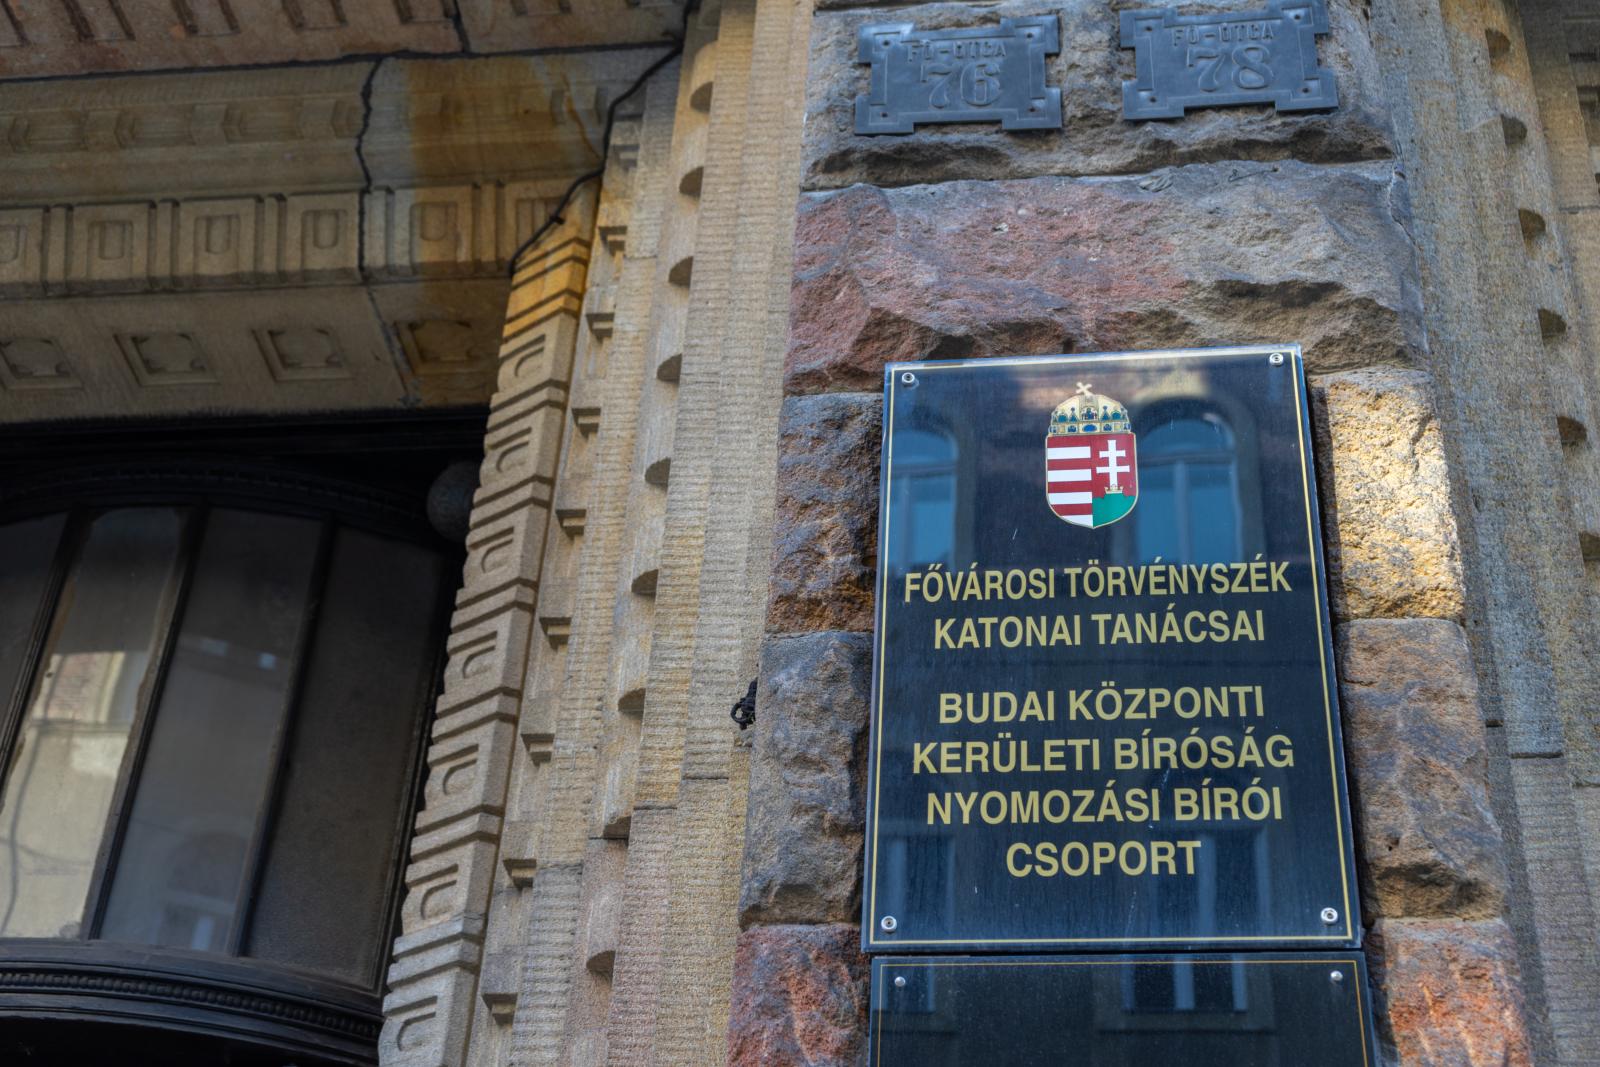 FŐ-UTCA
76
FŐ-UTCA
78
FŐVÁROSI TÖRVÉNYSZÉK
KATONAI TANÁCSAI
BUDAI KÖZPONTI
KERÜLETI BÍRÓSÁG
NYOMOZÁSI BÍRÓI
CSOPORT